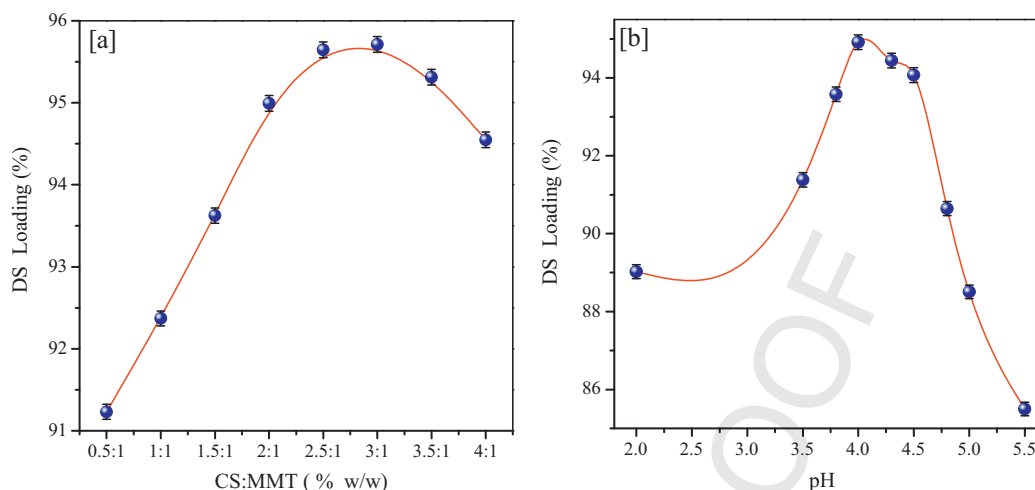 [a]
96
95
94
93
92
91
DS Loading (%)
0.5:1 1:1 1.5:1 2:1 2.5:1 3:1 3.5:1 4:1
CS:MMT ( % w/w)
[b]
94
92
90
88
86
DS Loading (%)
2.0 2.5 3.0 3.5 4.0 4.5 5.0 5.5
pH
OOF